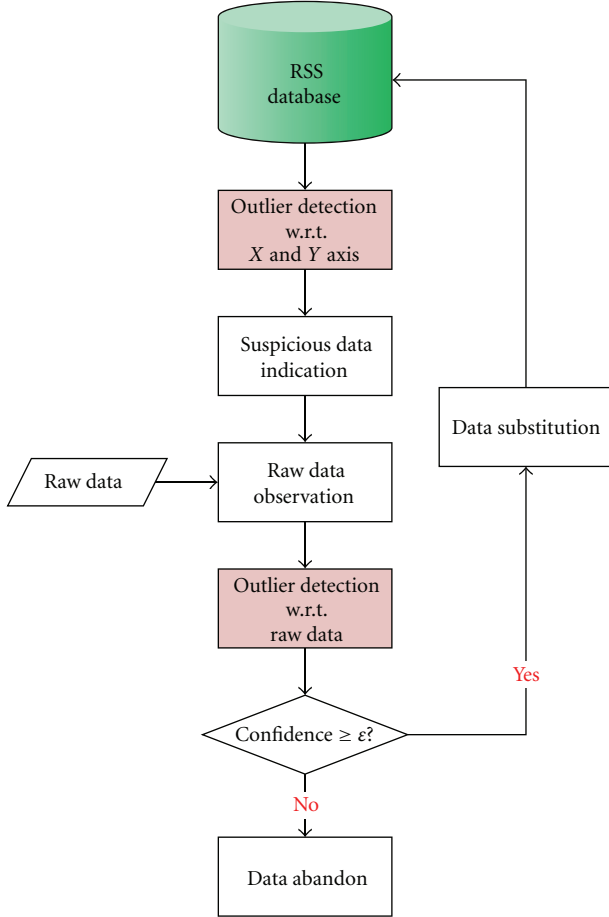 RSS
database
Outlier detection
w.r.t.
X and Y axis
Suspicious data
indication
Data substitution
Raw data
Raw data
observation
Outlier detection
w.r.t.
raw data
Yes
Confidence ≥ ε?
No
Data abandon